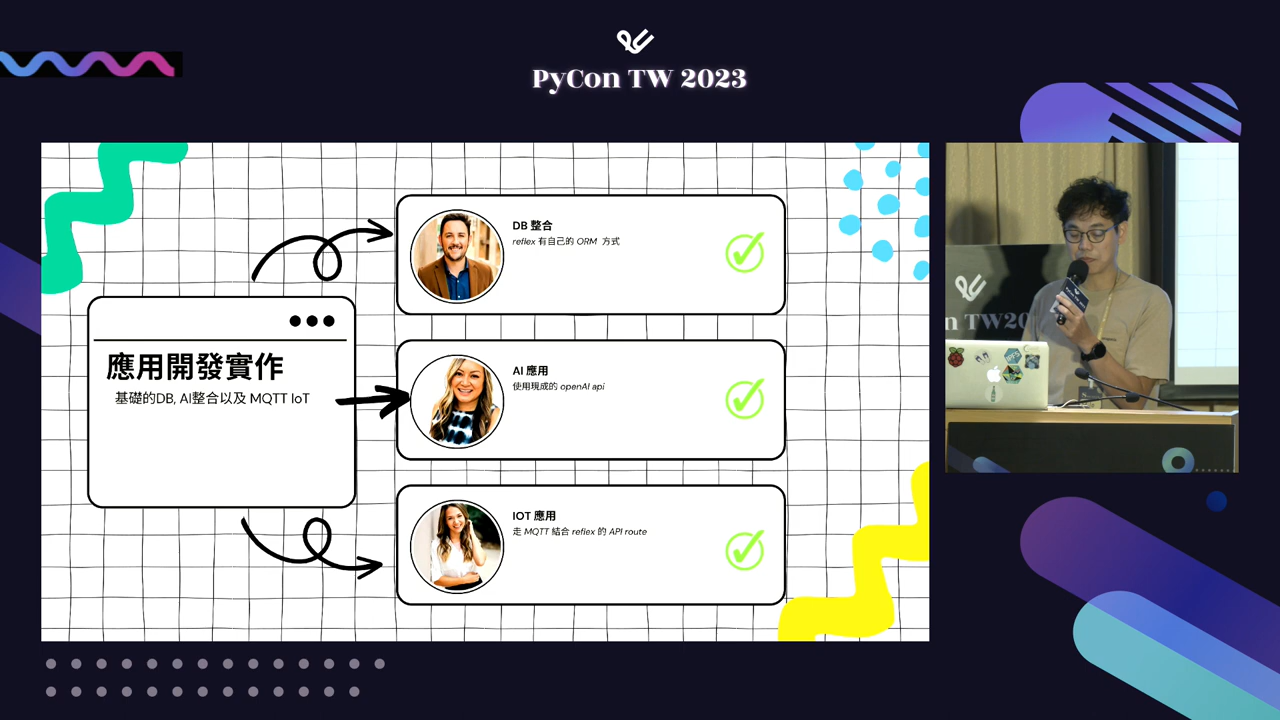 PyCon TW 2023
應用開發實作
基礎的DB, AI整合以及 MQTT IoT
DB 整合
reflex 有自己的 ORM 方式
AI 應用
使用現成的 openAI api
IOT 應用
走 MQTT 結合 reflex 的 API route
n TW20